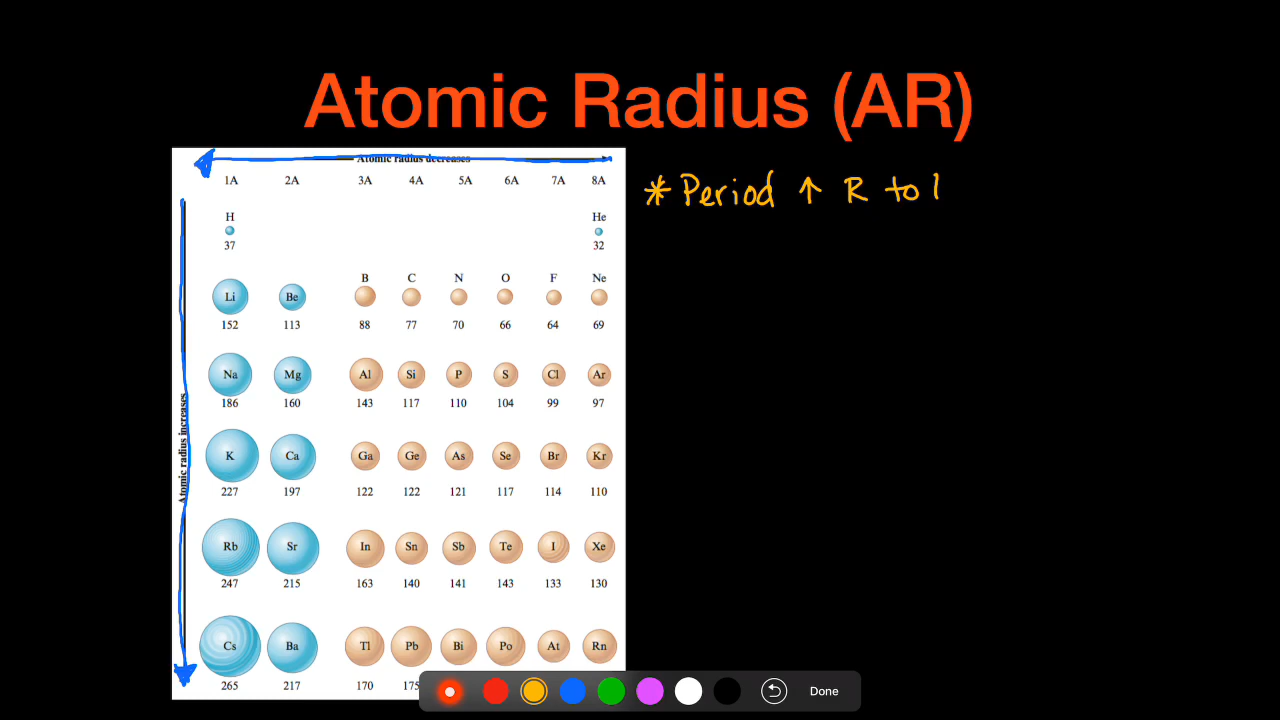 Atomic Radius (AR)
Atomic radius decreases
1A 2A 3A 4A 5A 6A 7A 8A
* Period ↑ R to l
H He
37 32
B C N O F Ne
Li Be
152 113 88 77 70 66 64 69
Na Mg Al Si P S Cl Ar
186 160 143 117 110 104 99 97
Atomic radius increases
K Ca Ga Ge As Se Br Kr
227 197 122 122 121 117 114 110
Rb Sr In Sn Sb Te I Xe
247 215 163 140 141 143 133 130
Cs Ba Tl Pb Bi Po At Rn
265 217 170 175
Done